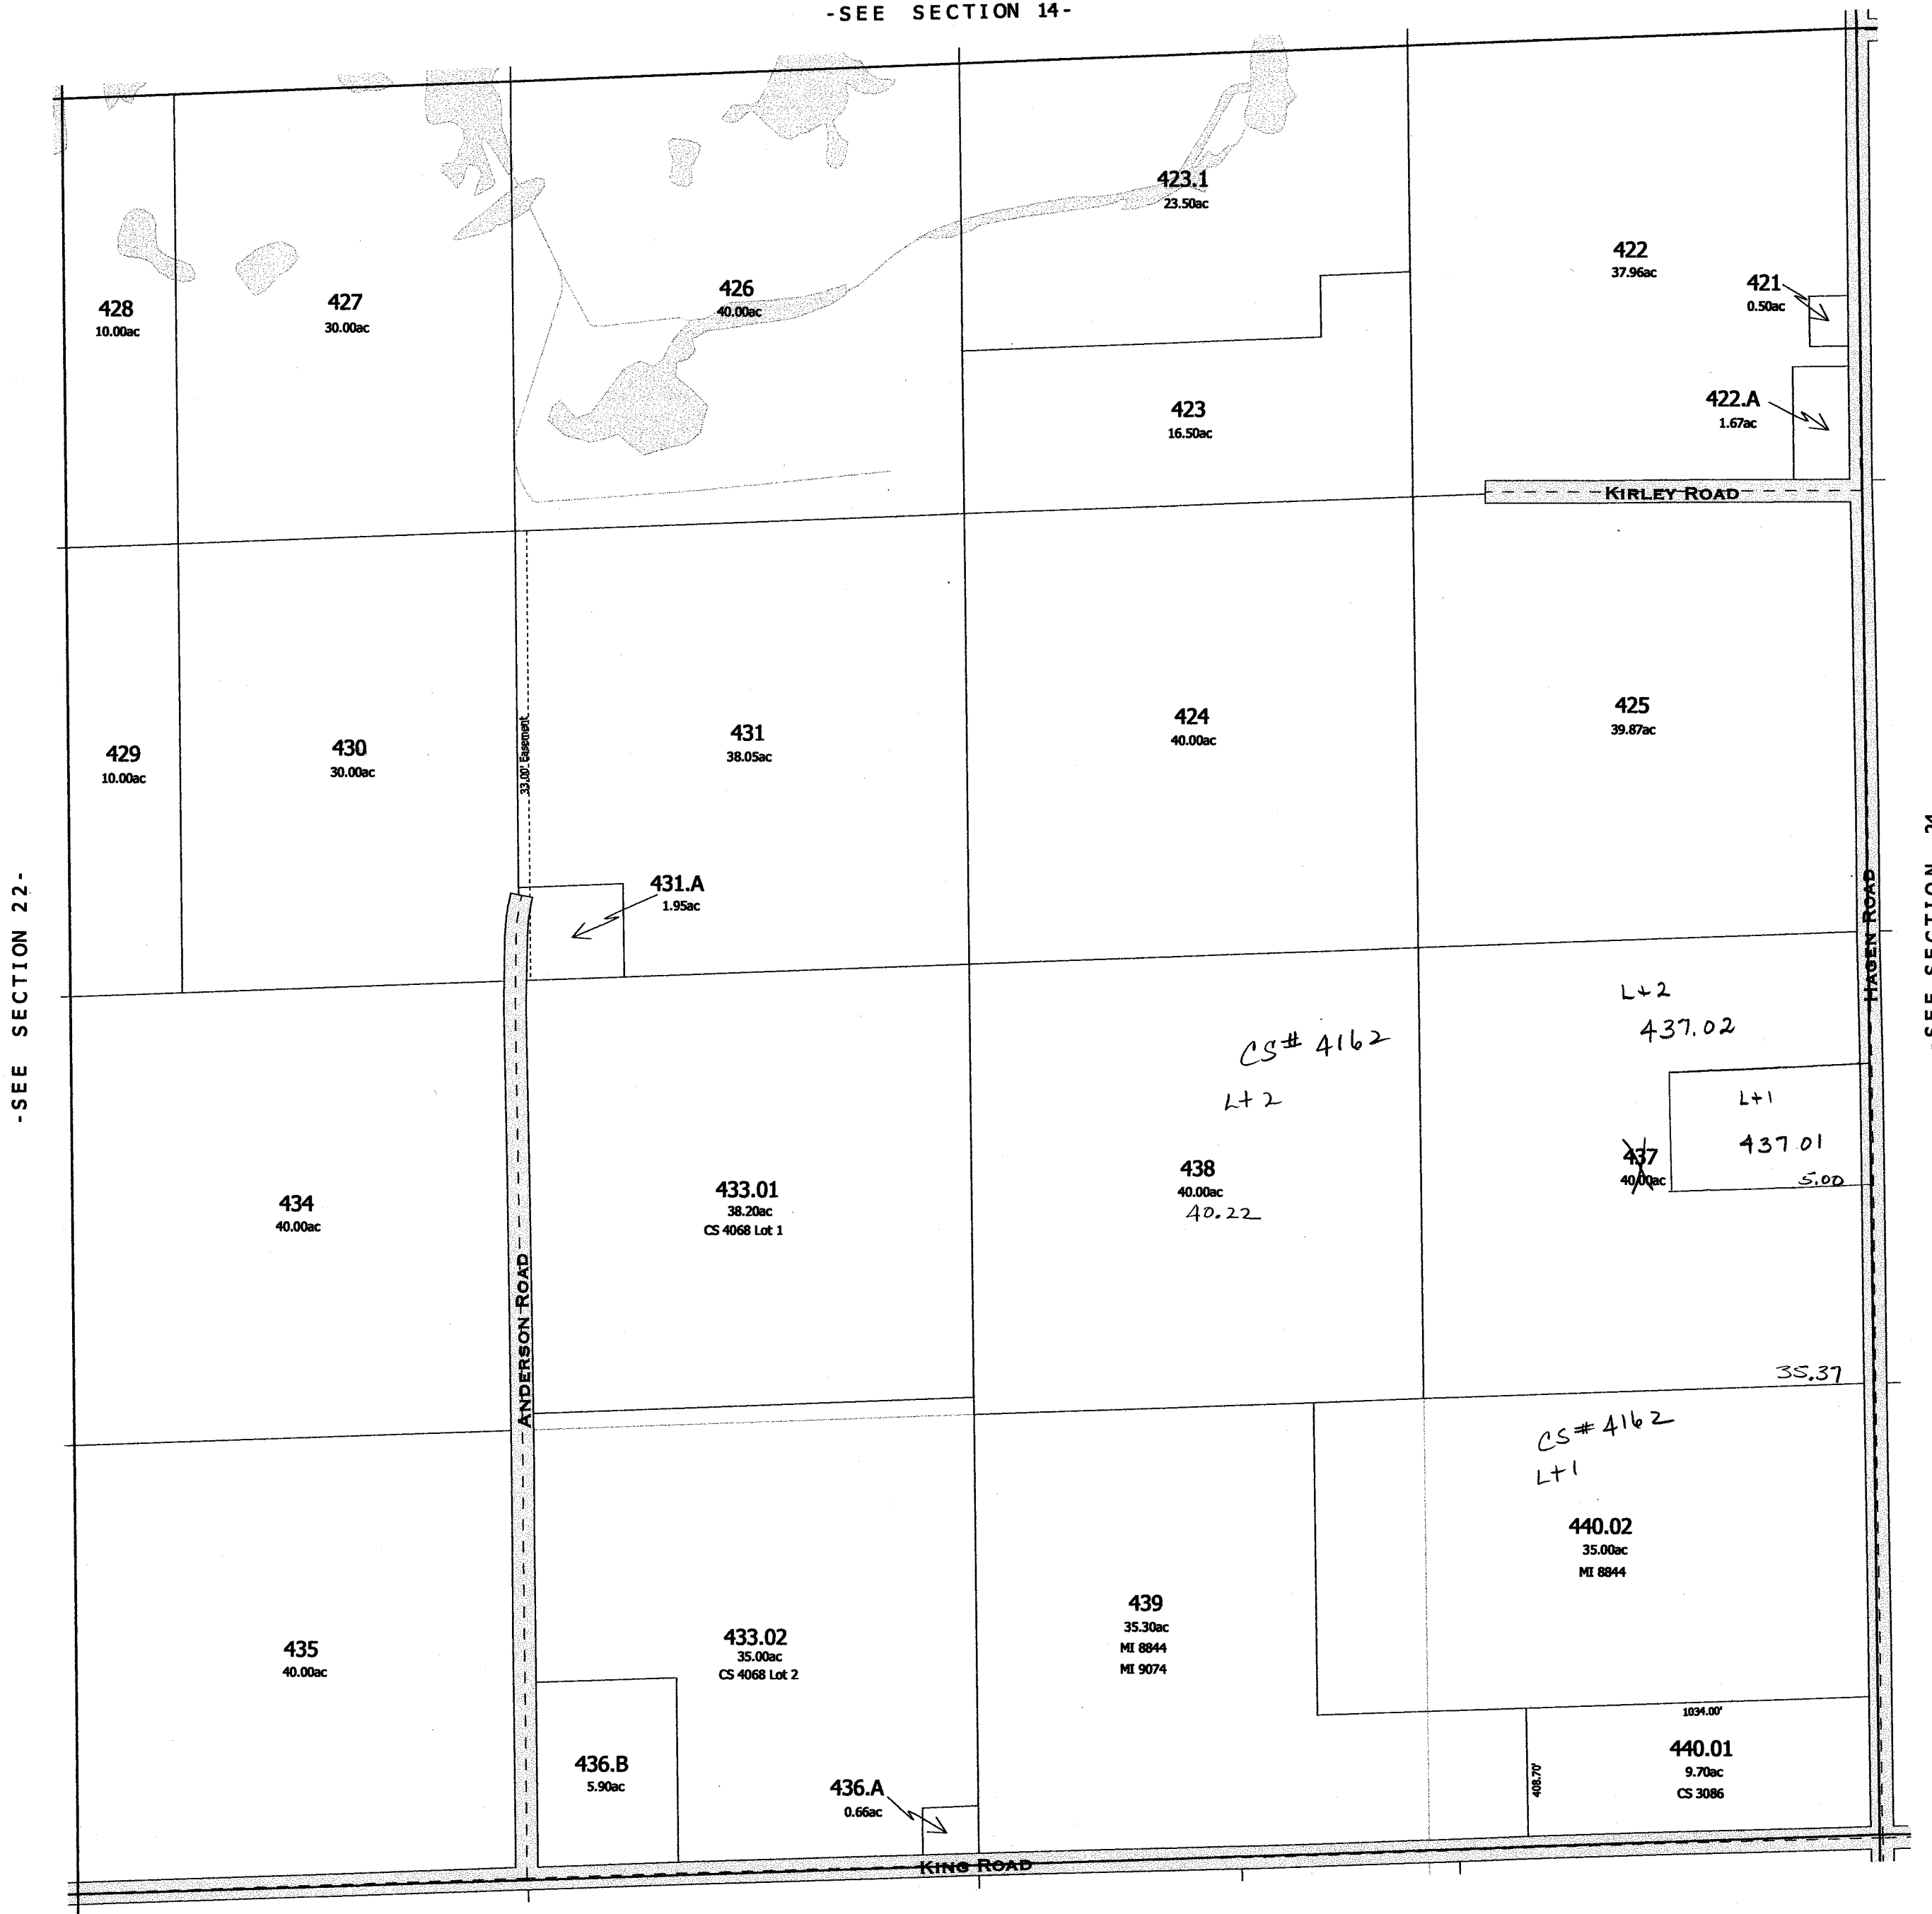 -SEE SECTION 14-
423.1
23.50ac
422
37.96ac
421
0.50ac
428
10.00ac
427
30.00ac
426
40.00ac
423
16.50ac
422.A
1.67ac
KIRLEY ROAD
429
10.00ac
430
30.00ac
33.00' Easement
431
38.05ac
424
40.00ac
425
39.87ac
431.A
1.95ac
-SEE SECTION 22-
HAGEN ROAD
SEE SECTION
L+2
437.02
CS# 4162
L+2
L+1
437.01
5.00
437
40.00ac
434
40.00ac
433.01
38.20ac
CS 4068 Lot 1
438
40.00ac
40.22
ANDERSON ROAD
35.37
CS# 4162
L+1
440.02
35.00ac
MI 8844
435
40.00ac
433.02
35.00ac
CS 4068 Lot 2
439
35.30ac
MI 8844
MI 9074
1034.00'
408.70'
440.01
9.70ac
CS 3086
436.B
5.90ac
436.A
0.66ac
KING ROAD